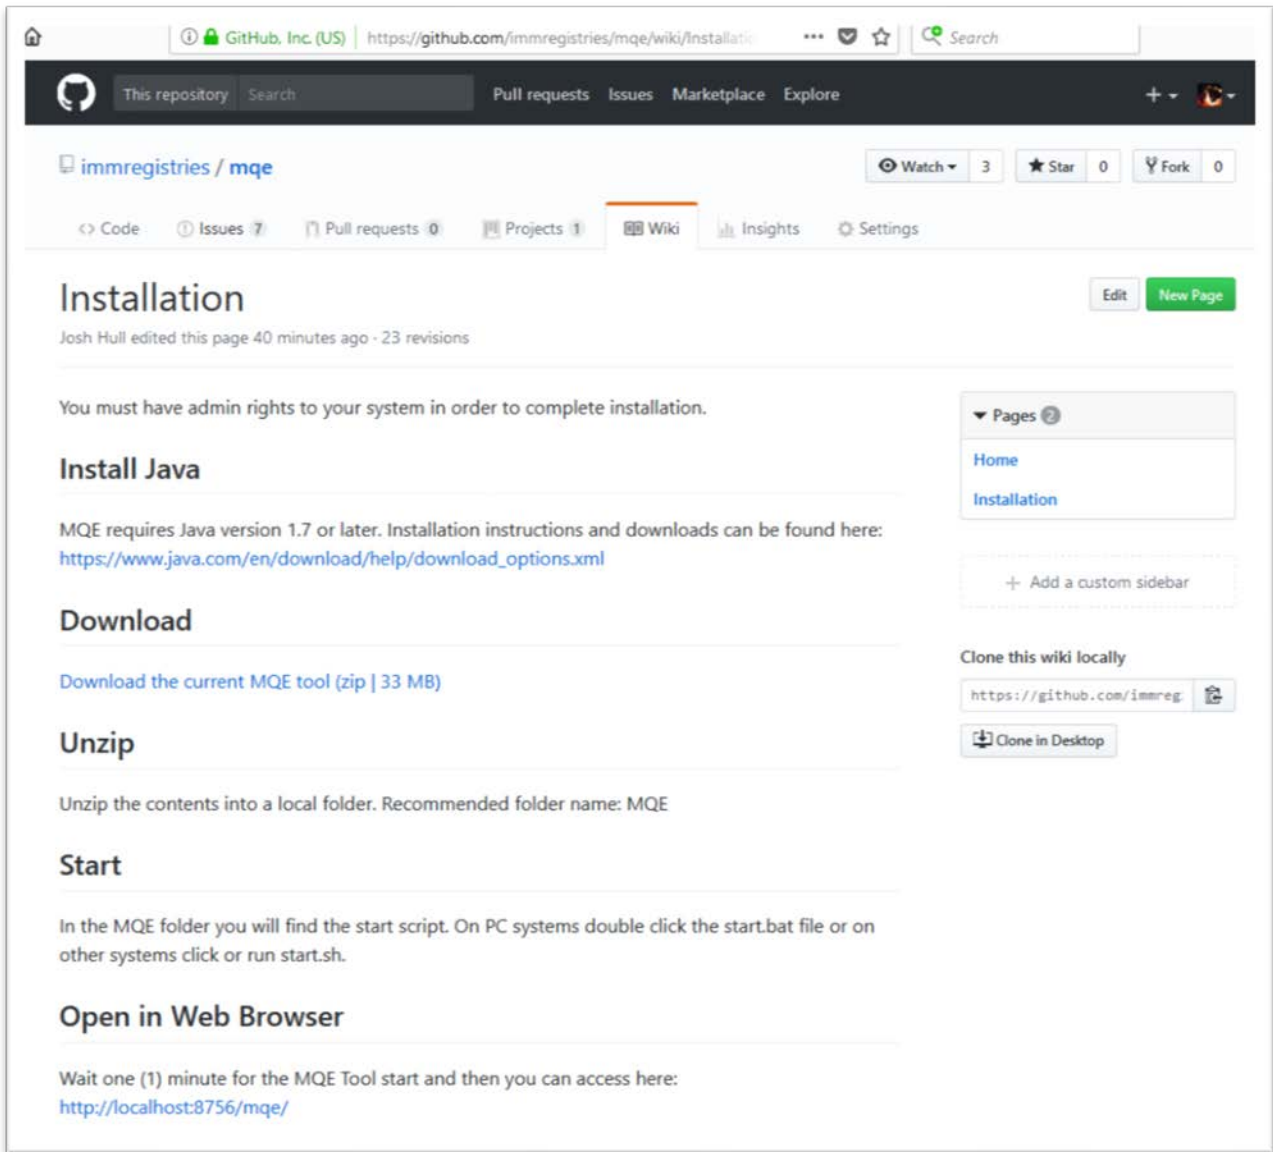 GitHub, Inc. (US) https://github.com/immregistries/mqe/wiki/Installatio ••• Search
This repository Search Pull requests Issues Marketplace Explore
immregistries / mqe Watch 3 Star 0 Fork 0
Code Issues 7 Pull requests 0 Projects 1 Wiki Insights Settings
Installation Edit New Page
Josh Hull edited this page 40 minutes ago · 23 revisions
You must have admin rights to your system in order to complete installation.
Pages 2
Home
Installation
Install Java
MQE requires Java version 1.7 or later. Installation instructions and downloads can be found here:
https://www.java.com/en/download/help/download_options.xml
+ Add a custom sidebar
Download
Download the current MQE tool (zip | 33 MB)
Clone this wiki locally
https://github.com/immreg
Clone in Desktop
Unzip
Unzip the contents into a local folder. Recommended folder name: MQE
Start
In the MQE folder you will find the start script. On PC systems double click the start.bat file or on
other systems click or run start.sh.
Open in Web Browser
Wait one (1) minute for the MQE Tool start and then you can access here:
http://localhost:8756/mqe/